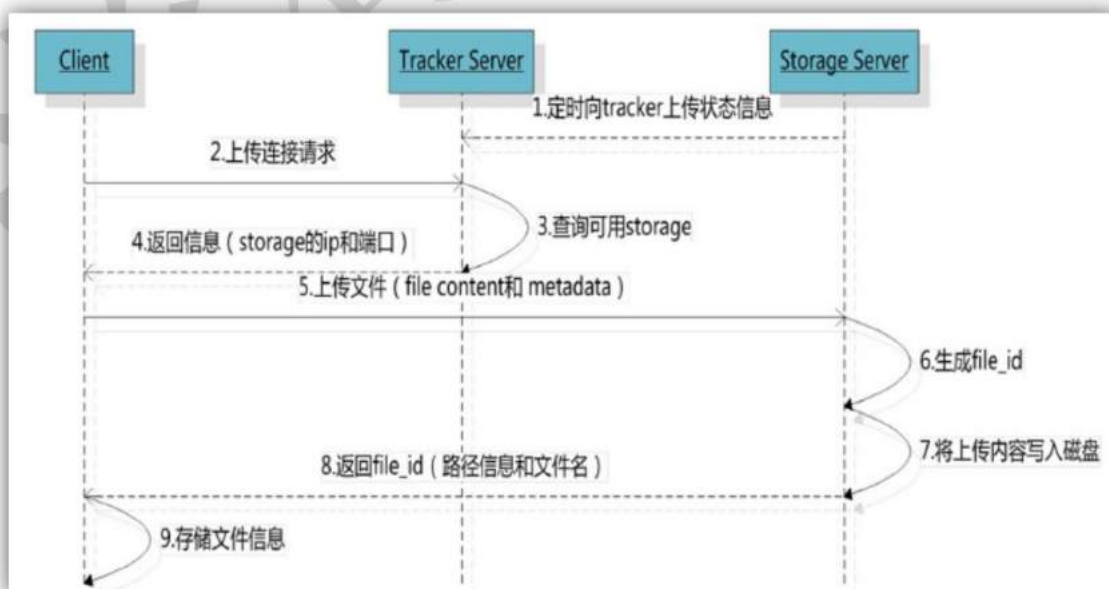 Client
Tracker Server
Storage Server
1.定时向tracker上传状态信息
2.上传连接请求
3.查询可用storage
4.返回信息（storage的ip和端口）
5.上传文件（file content和 metadata）
6.生成file_id
7.将上传内容写入磁盘
8.返回file_id（路径信息和文件名）
9.存储文件信息